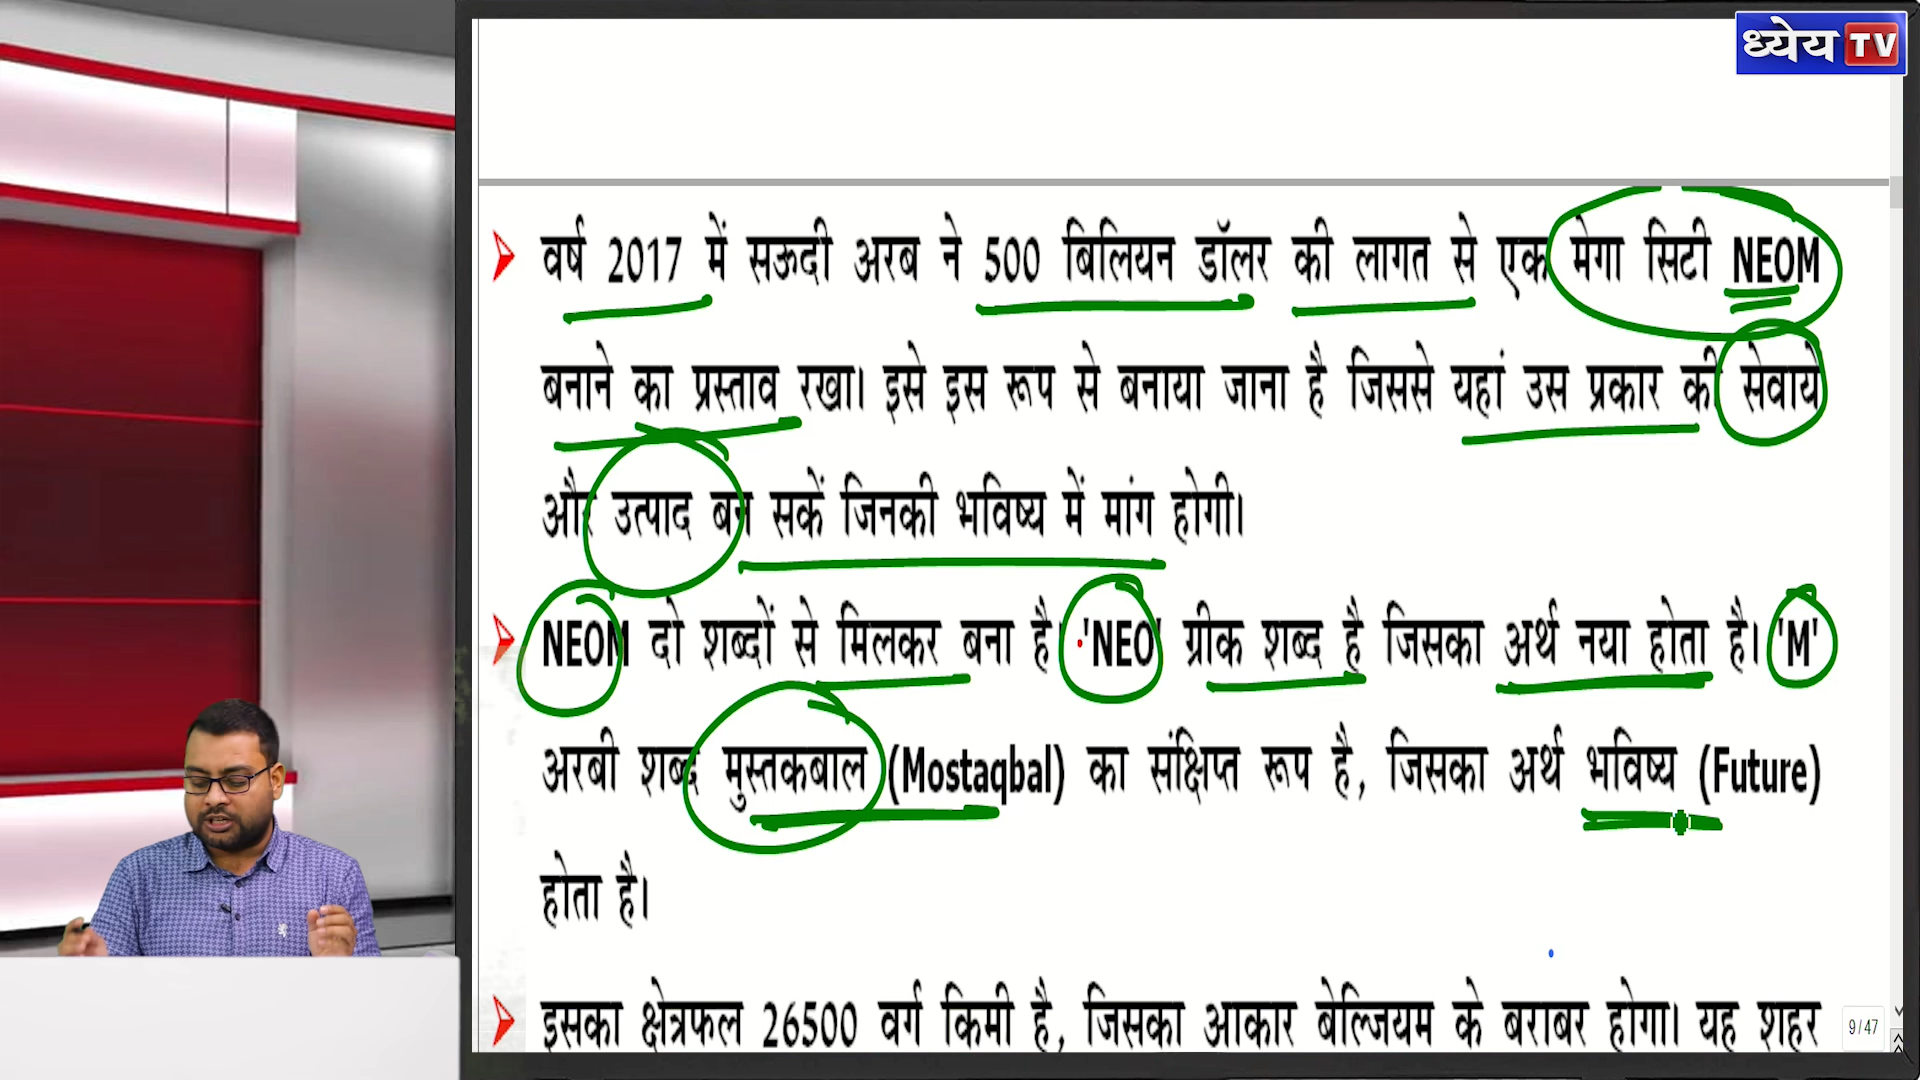 ध्येय TV
वर्ष 2017 में सऊदी अरब ने 500 बिलियन डॉलर की लागत से एक मेगा सिटी NEOM
बनाने का प्रस्ताव रखा। इसे इस रूप से बनाया जाना है जिससे यहां उस प्रकार की सेवायें
और उत्पाद बन सकें जिनकी भविष्य में मांग होगी।
NEOM दो शब्दों से मिलकर बना है। 'NEO' ग्रीक शब्द है जिसका अर्थ नया होता है। 'M'
अरबी शब्द मुस्तकबाल (Mostaqbal) का संक्षिप्त रूप है, जिसका अर्थ भविष्य (Future)
होता है।
इसका क्षेत्रफल 26500 वर्ग किमी है, जिसका आकार बेल्जियम के बराबर होगा। यह शहर
9/47